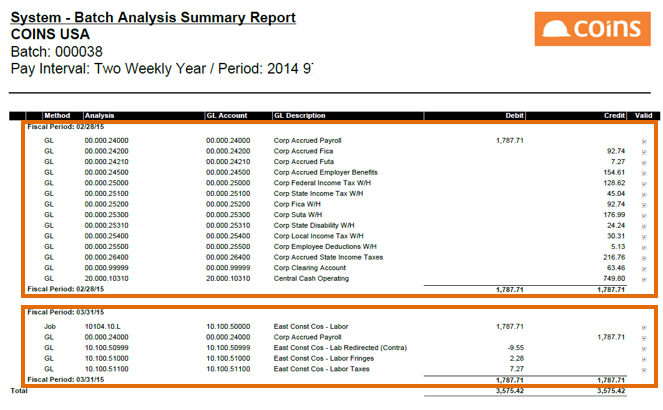 System - Batch Analysis Summary Report
COINS USA
Batch: 000038
Pay Interval: Two Weekly Year / Period: 2014 9
coins
Method Analysis GL Account GL Description Debit Credit Valid
Fiscal Period: 02/28/15
GL 00.000.24000 00.000.24000 Corp Accrued Payroll 1,787.71
GL 00.000.24200 00.000.24200 Corp Accrued Fica 92.74
GL 00.000.24210 00.000.24210 Corp Accrued Futa 7.27
GL 00.000.24500 00.000.24500 Corp Accrued Employer Benefits 154.61
GL 00.000.25000 00.000.25000 Corp Federal Income Tax W/H 128.62
GL 00.000.25100 00.000.25100 Corp State Income Tax W/H 45.04
GL 00.000.25200 00.000.25200 Corp Fica W/H 92.74
GL 00.000.25300 00.000.25300 Corp Suta W/H 176.99
GL 00.000.25310 00.000.25310 Corp State Disability W/H 24.24
GL 00.000.25400 00.000.25400 Corp Local Income Tax W/H 30.31
GL 00.000.25500 00.000.25500 Corp Employee Deductions W/H 5.13
GL 00.000.26400 00.000.26400 Corp Accrued State Income Taxes 216.76
GL 00.000.99999 00.000.99999 Corp Clearing Account 63.46
GL 20.000.10310 20.000.10310 Central Cash Operating 749.80
Fiscal Period: 02/28/15 1,787.71 1,787.71
Fiscal Period: 03/31/15
Job 10104.10.L 10.100.50000 East Const Cos - Labor 1,787.71
GL 00.000.24000 00.000.24000 Corp Accrued Payroll 1,787.71
GL 10.100.50999 10.100.50999 East Const Cos - Lab Redirected (Contra) -9.55
GL 10.100.51000 10.100.51000 East Const Cos - Labor Fringes 2.28
GL 10.100.51100 10.100.51100 East Const Cos - Labor Taxes 7.27
Fiscal Period: 03/31/15 1,787.71 1,787.71
Total 3,575.42 3,575.42